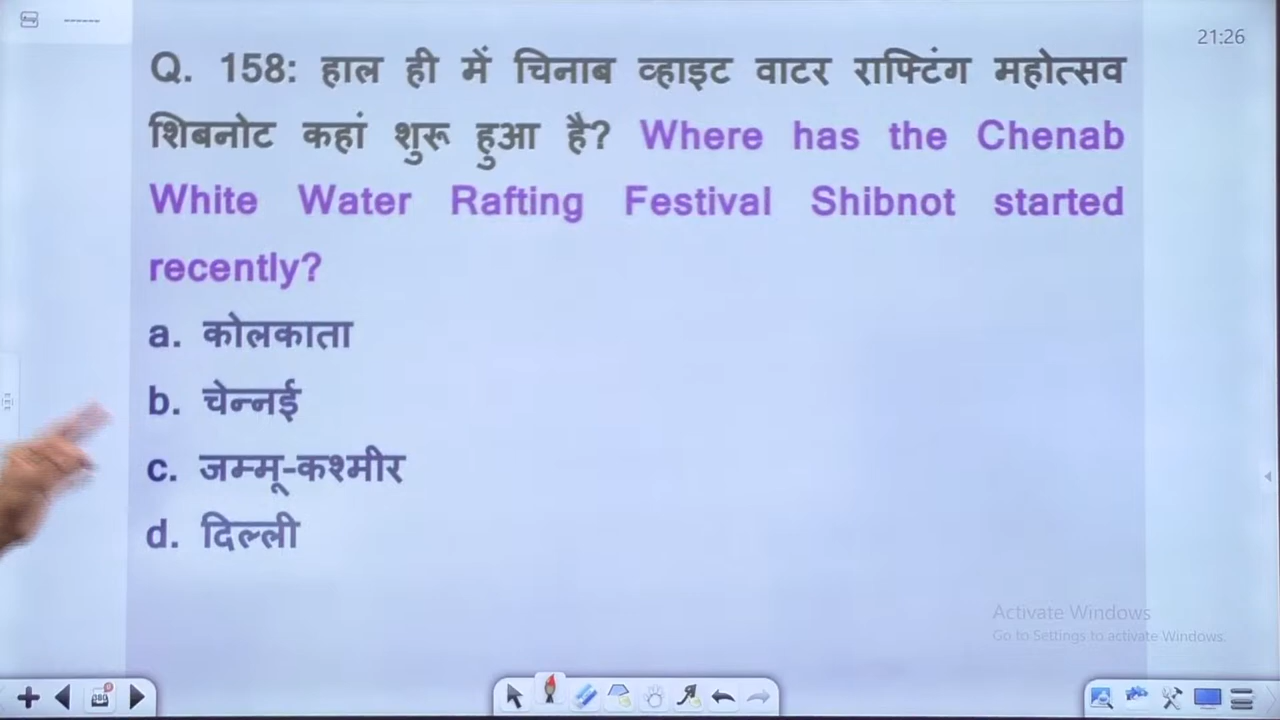 21:26
Q. 158: हाल ही में चिनाब व्हाइट वाटर राफ्टिंग महोत्सव
शिबनोट कहां शुरू हुआ है? Where has the Chenab
White Water Rafting Festival Shibnot started
recently?
a. कोलकाता
b. चेन्नई
c. जम्मू-कश्मीर
d. दिल्ली
Activate Windows
Go to Settings to activate Windows.